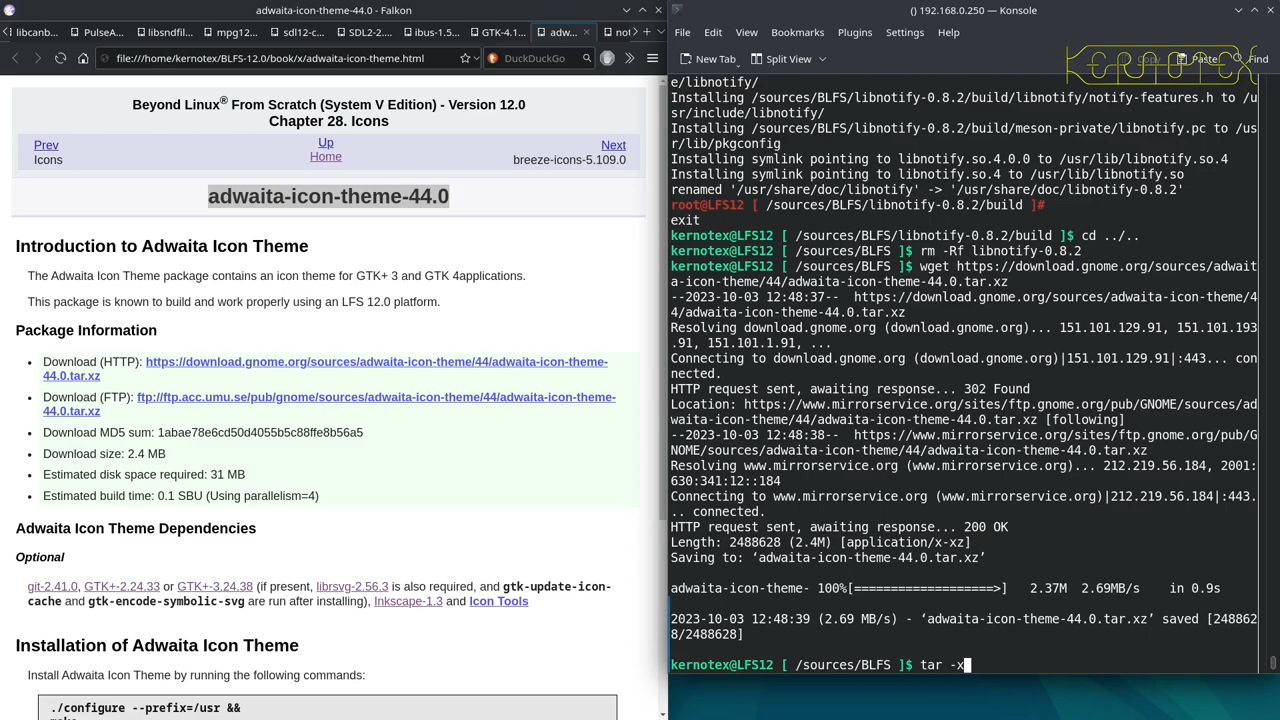 adwaita-icon-theme-44.0 - Falkon
libcanb...
PulseA...
libsndfil...
mpg12...
sdl12-c...
SDL2-2....
ibus-1.5...
GTK-4.1...
adw...
not
file:///home/kernotex/BLFS-12.0/book/x/adwaita-icon-theme.html
DuckDuckGo
Beyond Linux® From Scratch (System V Edition) - Version 12.0
Chapter 28. Icons
Prev Up Next
Icons Home breeze-icons-5.109.0
adwaita-icon-theme-44.0
Introduction to Adwaita Icon Theme
The Adwaita Icon Theme package contains an icon theme for GTK+ 3 and GTK 4applications.
This package is known to build and work properly using an LFS 12.0 platform.
Package Information
• Download (HTTP): https://download.gnome.org/sources/adwaita-icon-theme/44/adwaita-icon-theme-
44.0.tar.xz
• Download (FTP): ftp://ftp.acc.umu.se/pub/gnome/sources/adwaita-icon-theme/44/adwaita-icon-theme-
44.0.tar.xz
• Download MD5 sum: 1abae78e6cd50d4055b5c88ffe8b56a5
• Download size: 2.4 MB
• Estimated disk space required: 31 MB
• Estimated build time: 0.1 SBU (Using parallelism=4)
Adwaita Icon Theme Dependencies
Optional
git-2.41.0, GTK+-2.24.33 or GTK+-3.24.38 (if present, librsvg-2.56.3 is also required, and gtk-update-icon-
cache and gtk-encode-symbolic-svg are run after installing), Inkscape-1.3 and Icon Tools
Installation of Adwaita Icon Theme
Install Adwaita Icon Theme by running the following commands:
./configure --prefix=/usr &&
() 192.168.0.250 — Konsole
File Edit View Bookmarks Plugins Settings Help
New Tab Split View Copy Paste Find
KERNOTEX
e/libnotify/
Installing /sources/BLFS/libnotify-0.8.2/build/libnotify/notify-features.h to /u
sr/include/libnotify/
Installing /sources/BLFS/libnotify-0.8.2/build/meson-private/libnotify.pc to /us
r/lib/pkgconfig
Installing symlink pointing to libnotify.so.4.0.0 to /usr/lib/libnotify.so.4
Installing symlink pointing to libnotify.so.4 to /usr/lib/libnotify.so
renamed '/usr/share/doc/libnotify' -> '/usr/share/doc/libnotify-0.8.2'
root@LFS12 [ /sources/BLFS/libnotify-0.8.2/build ]#
exit
kernotex@LFS12 [ /sources/BLFS/libnotify-0.8.2/build ]$ cd ../..
kernotex@LFS12 [ /sources/BLFS ]$ rm -Rf libnotify-0.8.2
kernotex@LFS12 [ /sources/BLFS ]$ wget https://download.gnome.org/sources/adwait
a-icon-theme/44/adwaita-icon-theme-44.0.tar.xz
--2023-10-03 12:48:37--  https://download.gnome.org/sources/adwaita-icon-theme/4
4/adwaita-icon-theme-44.0.tar.xz
Resolving download.gnome.org (download.gnome.org)... 151.101.129.91, 151.101.193
.91, 151.101.1.91, ...
Connecting to download.gnome.org (download.gnome.org)|151.101.129.91|:443... con
nected.
HTTP request sent, awaiting response... 302 Found
Location: https://www.mirrorservice.org/sites/ftp.gnome.org/pub/GNOME/sources/ad
waita-icon-theme/44/adwaita-icon-theme-44.0.tar.xz [following]
--2023-10-03 12:48:38--  https://www.mirrorservice.org/sites/ftp.gnome.org/pub/G
NOME/sources/adwaita-icon-theme/44/adwaita-icon-theme-44.0.tar.xz
Resolving www.mirrorservice.org (www.mirrorservice.org)... 212.219.56.184, 2001:
630:341:12::184
Connecting to www.mirrorservice.org (www.mirrorservice.org)|212.219.56.184|:443.
.. connected.
HTTP request sent, awaiting response... 200 OK
Length: 2488628 (2.4M) [application/x-xz]
Saving to: ‘adwaita-icon-theme-44.0.tar.xz’
adwaita-icon-theme- 100%[===================>]   2.37M  2.69MB/s    in 0.9s
2023-10-03 12:48:39 (2.69 MB/s) - ‘adwaita-icon-theme-44.0.tar.xz’ saved [248862
8/2488628]
kernotex@LFS12 [ /sources/BLFS ]$ tar -x